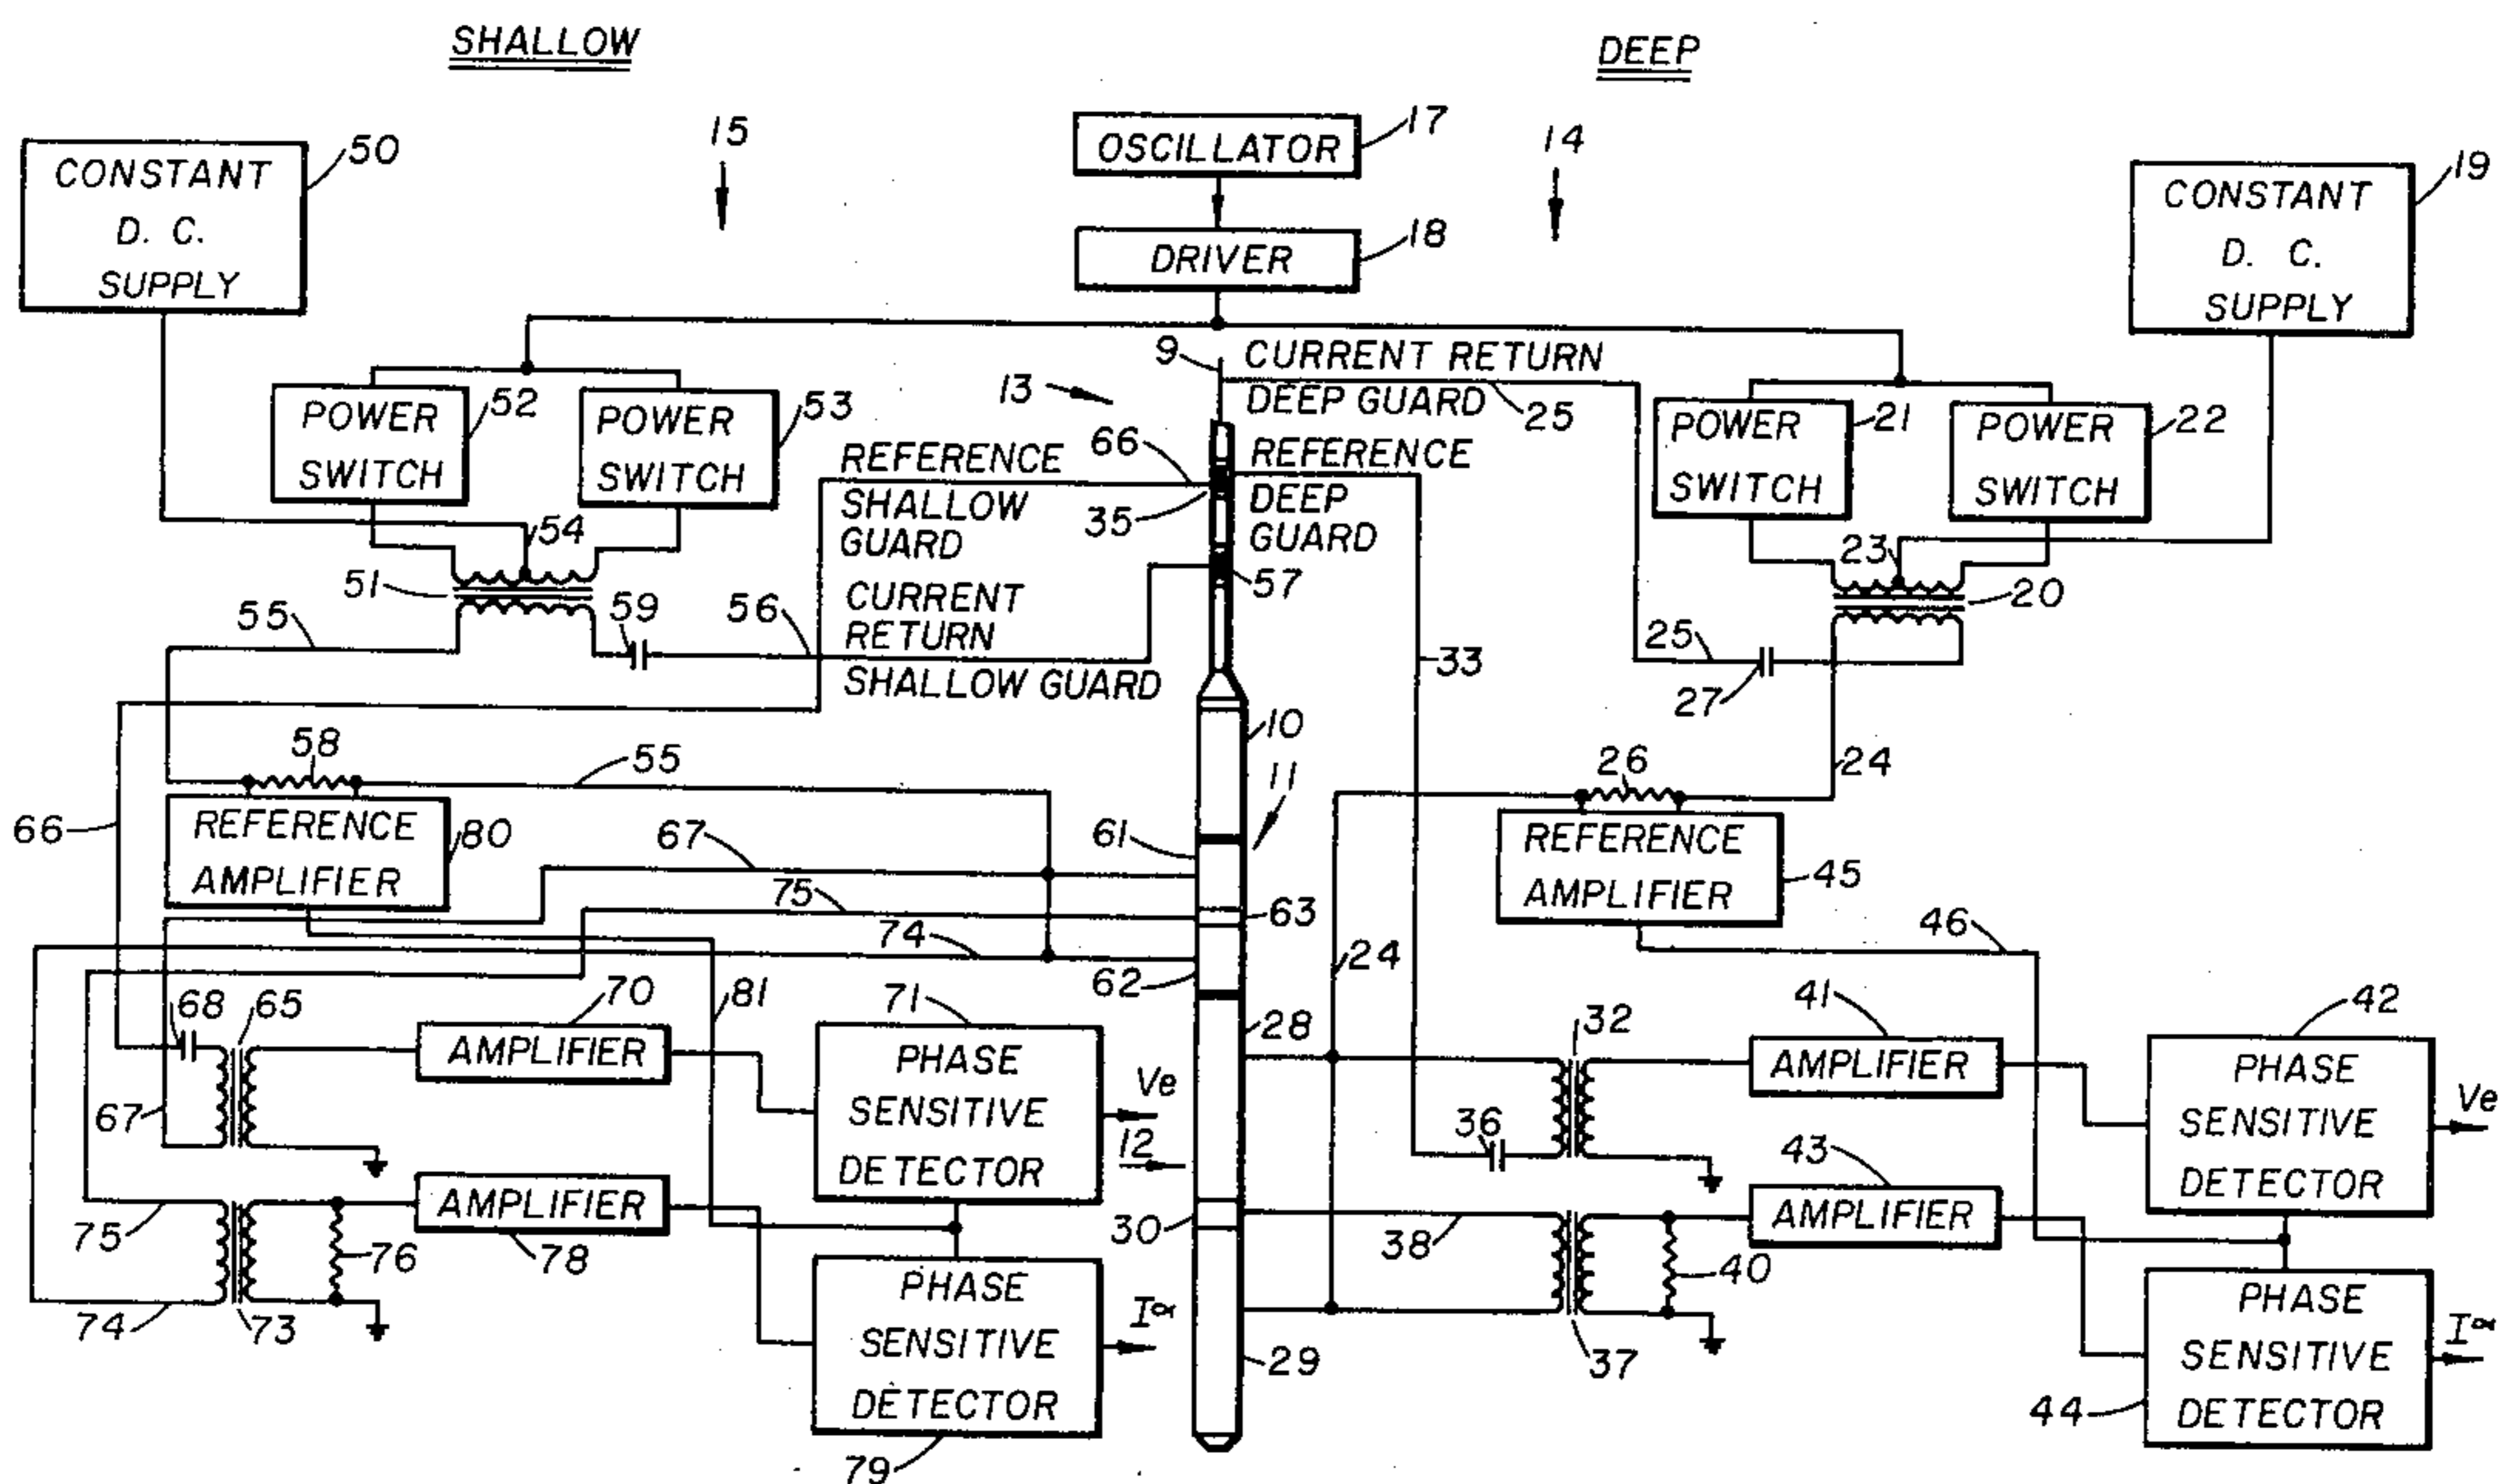 SHALLOW
DEEP
CONSTANT
D. C.
SUPPLY
50
15
OSCILLATOR
17
DRIVER
18
14
CONSTANT
D. C.
SUPPLY
19
9
CURRENT RETURN
DEEP GUARD
25
13
POWER
SWITCH
52
POWER
SWITCH
53
POWER
SWITCH
21
POWER
SWITCH
22
REFERENCE
SHALLOW
GUARD
66
35
REFERENCE
DEEP
GUARD
54
51
55
59
56
CURRENT
RETURN
SHALLOW GUARD
57
23
20
25
27
33
24
10
11
58
55
66
REFERENCE
AMPLIFIER
80
67
75
74
61
63
62
26
REFERENCE
AMPLIFIER
45
46
24
28
68
65
67
70
AMPLIFIER
81
71
PHASE
SENSITIVE
DETECTOR
Ve
12
32
36
41
AMPLIFIER
42
PHASE
SENSITIVE
DETECTOR
Ve
75
74
73
76
AMPLIFIER
78
PHASE
SENSITIVE
DETECTOR
79
I∝
30
29
38
37
40
43
AMPLIFIER
44
PHASE
SENSITIVE
DETECTOR
I∝